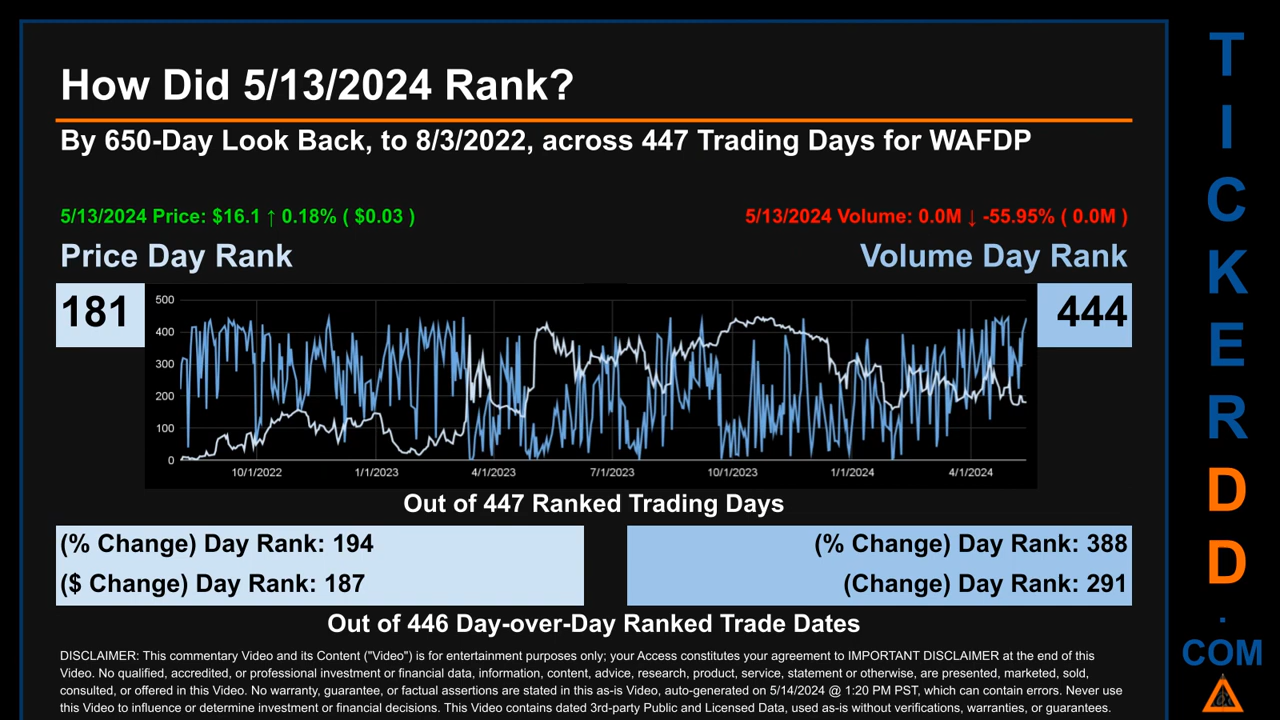 How Did 5/13/2024 Rank?
By 650-Day Look Back, to 8/3/2022, across 447 Trading Days for WAFDP
5/13/2024 Price: $16.1 ↑ 0.18% ( $0.03 )
5/13/2024 Volume: 0.0M ↓ -55.95% ( 0.0M )
Price Day Rank
Volume Day Rank
181
444
500
400
300
200
100
0
10/1/2022 1/1/2023 4/1/2023 7/1/2023 10/1/2023 1/1/2024 4/1/2024
Out of 447 Ranked Trading Days
(% Change) Day Rank: 194
($ Change) Day Rank: 187
(% Change) Day Rank: 388
(Change) Day Rank: 291
Out of 446 Day-over-Day Ranked Trade Dates
DISCLAIMER: This commentary Video and its Content ("Video") is for entertainment purposes only; your Access constitutes your agreement to IMPORTANT DISCLAIMER at the end of this
Video. No qualified, accredited, or professional investment or financial data, information, content, advice, research, product, service, statement or otherwise, are presented, marketed, sold,
consulted, or offered in this Video. No warranty, guarantee, or factual assertions are stated in this as-is Video, auto-generated on 5/14/2024 @ 1:20 PM PST, which can contain errors. Never use
this Video to influence or determine investment or financial decisions. This Video contains dated 3rd-party Public and Licensed Data, used as-is without verifications, warranties, or guarantees.
T
I
C
K
E
R
D
D
.
COM